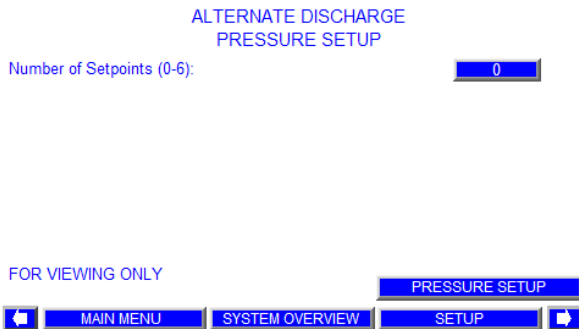 ALTERNATE DISCHARGE
PRESSURE SETUP
Number of Setpoints (0-6): 0
FOR VIEWING ONLY
PRESSURE SETUP
MAIN MENU SYSTEM OVERVIEW SETUP